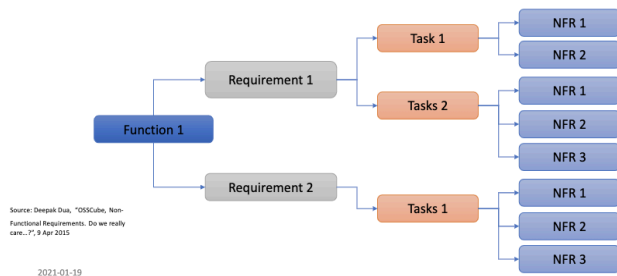 Function 1
Requirement 1
Requirement 2
Task 1
Tasks 2
Tasks 1
NFR 1
NFR 2
NFR 1
NFR 2
NFR 3
NFR 1
NFR 2
NFR 3
Source: Deepak Dua, "OSSCube, Non-
Functional Requirements. Do we really
care...?", 9 Apr 2015
2021-01-19